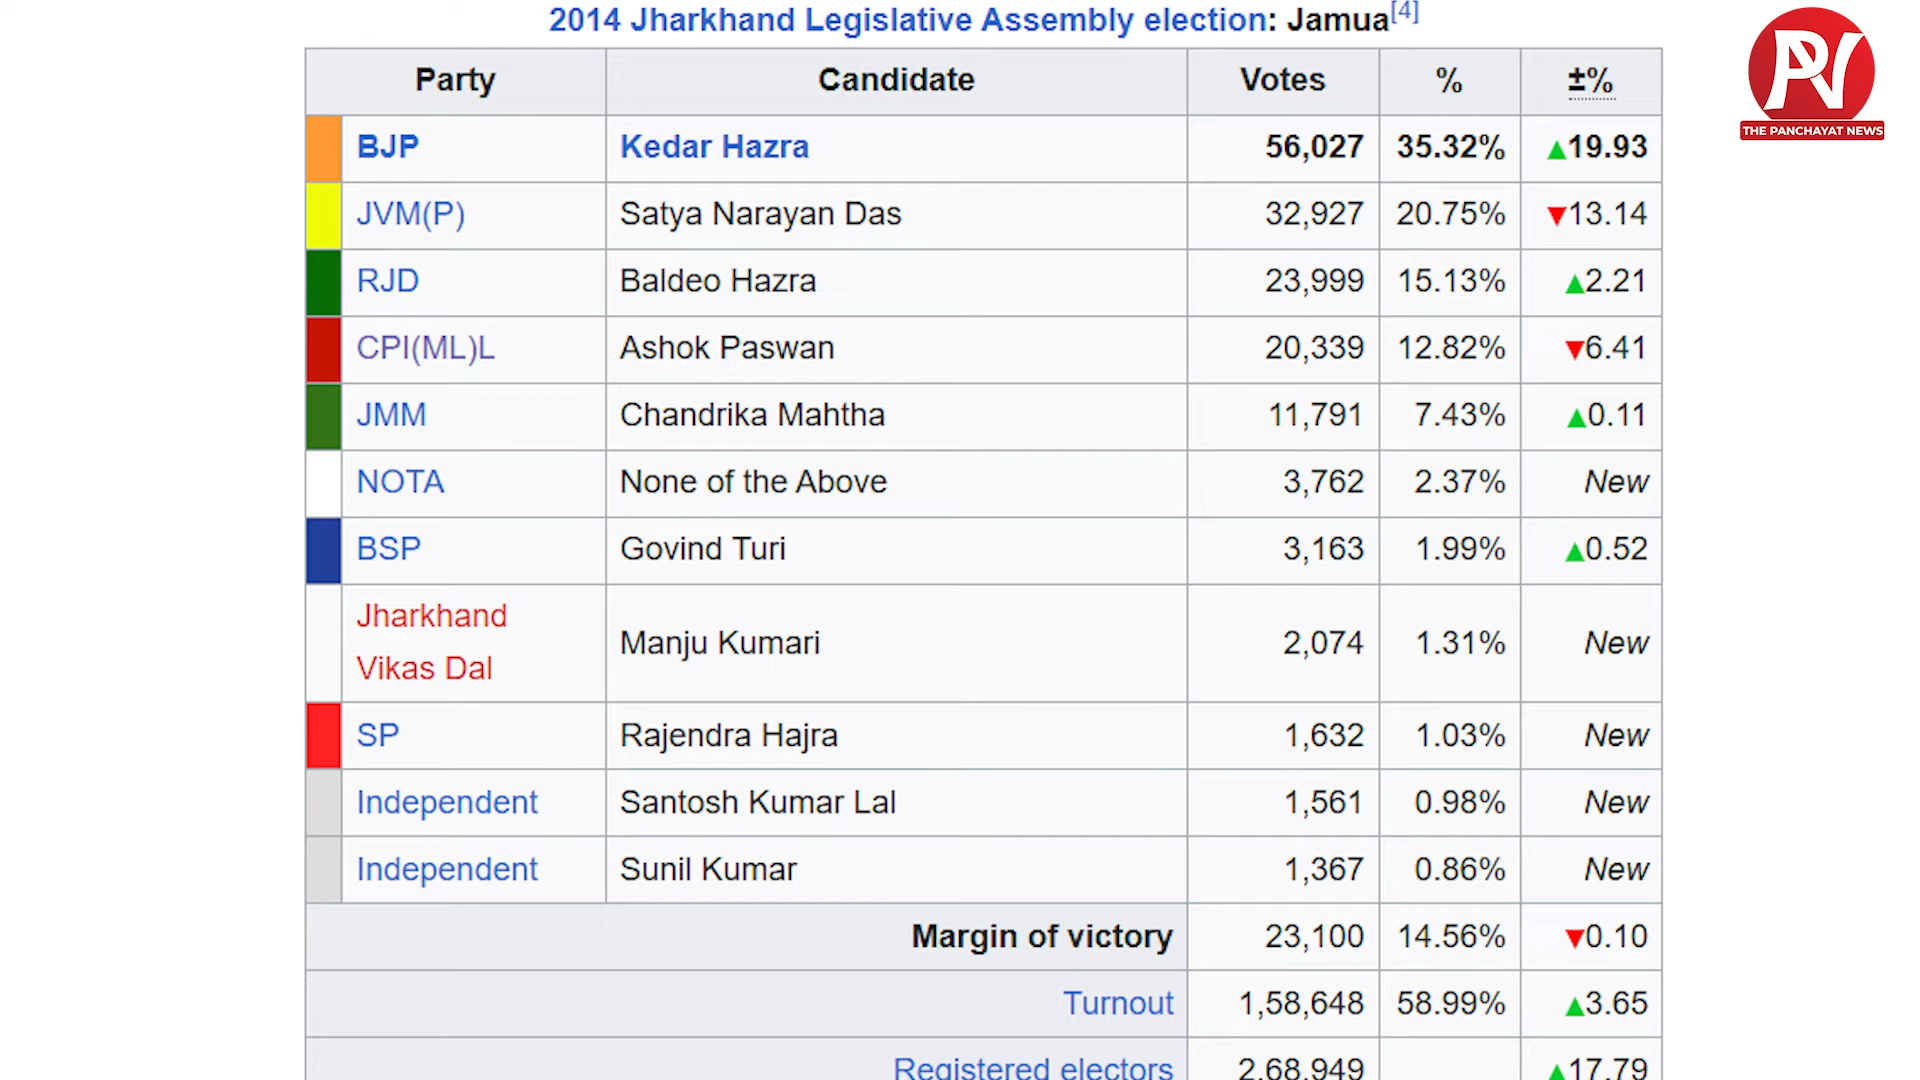 2014 Jharkhand Legislative Assembly election: Jamua[4]
Party Candidate Votes % ±%
BJP Kedar Hazra 56,027 35.32% ▲19.93
JVM(P) Satya Narayan Das 32,927 20.75% ▼13.14
RJD Baldeo Hazra 23,999 15.13% ▲2.21
CPI(ML)L Ashok Paswan 20,339 12.82% ▼6.41
JMM Chandrika Mahtha 11,791 7.43% ▲0.11
NOTA None of the Above 3,762 2.37% New
BSP Govind Turi 3,163 1.99% ▲0.52
Jharkhand
Vikas Dal Manju Kumari 2,074 1.31% New
SP Rajendra Hajra 1,632 1.03% New
Independent Santosh Kumar Lal 1,561 0.98% New
Independent Sunil Kumar 1,367 0.86% New
Margin of victory 23,100 14.56% ▼0.10
Turnout 1,58,648 58.99% ▲3.65
Registered electors 2,68,949 ▲17.79
PN
THE PANCHAYAT NEWS